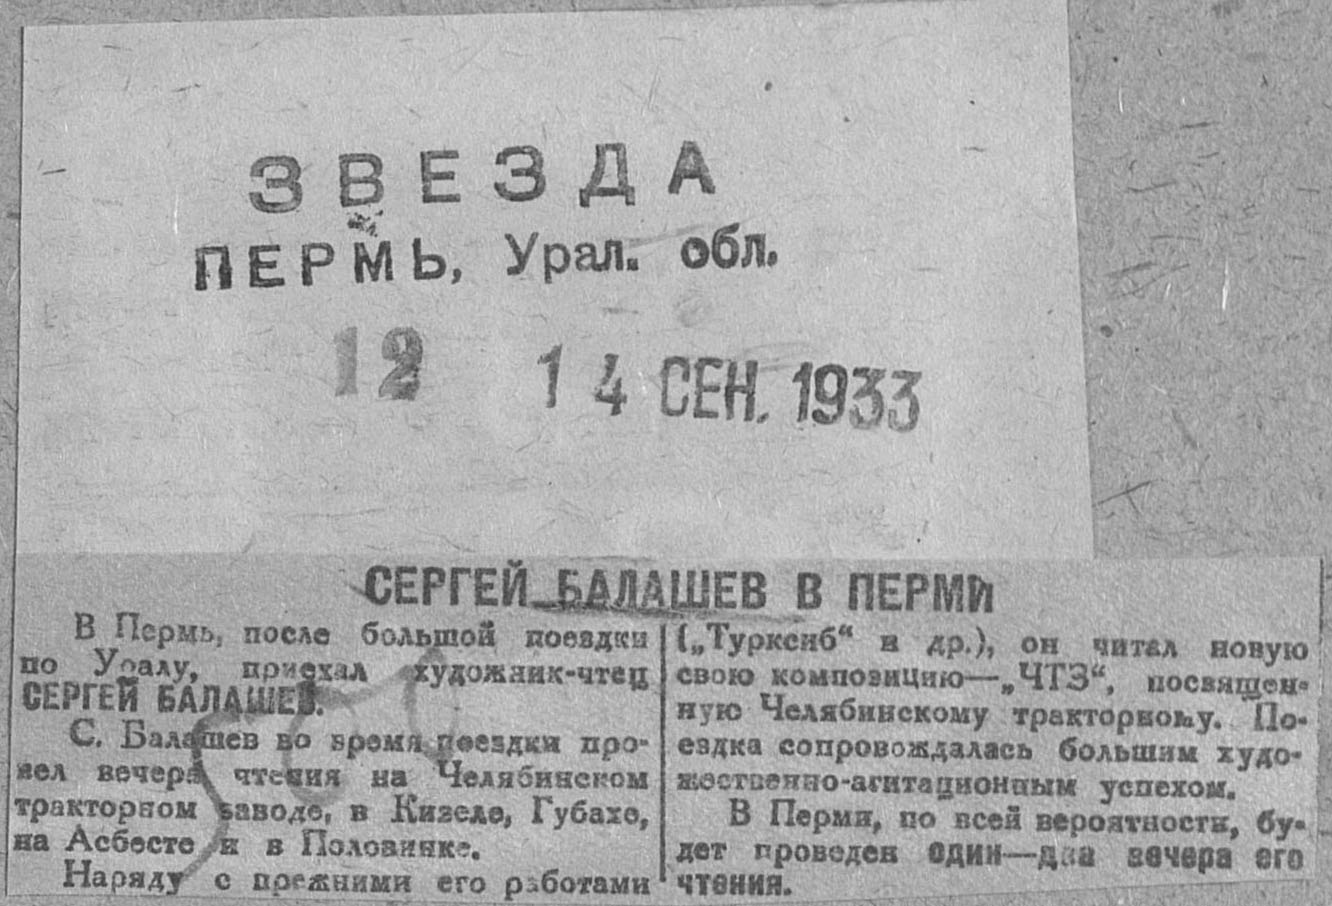 ЗВЕЗДА
ПЕРМЬ, Урал. обл.
12 14 СЕН. 1933
СЕРГЕЙ БАЛАШЕВ В ПЕРМИ
В Пермь, после большой поездки
по Уралу, приехал художник-чтец
СЕРГЕЙ БАЛАШЕВ.
С. Балашев во время поездки про-
вел вечера чтения на Челябинском
тракторном заводе, в Кизеле, Губахе,
на Асбесте и в Половинке.
Наряду с прежними его работами
(„Турксиб“ и др.), он читал новую
свою композицию—„ЧТЗ“, посвящен-
ную Челябинскому тракторному. По-
ездка сопровождалась большим худо-
жественно-агитационным успехом.
В Перми, по всей вероятности, бу-
дет проведен один—два вечера его
чтения.